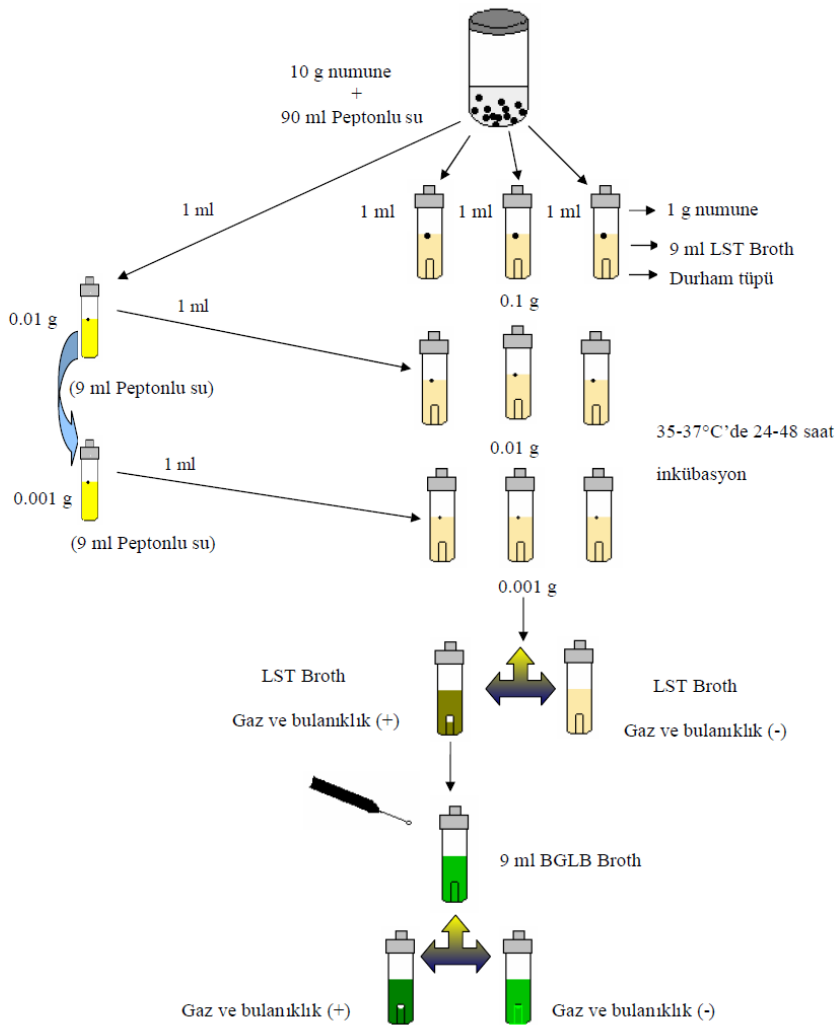 10 g numune
+
90 ml Peptonlu su
1 ml
1 ml
1 ml
1 ml
1 g numune
9 ml LST Broth
Durham tüpü
0.1 g
0.01 g
1 ml
(9 ml Peptonlu su)
0.01 g
35-37°C'de 24-48 saat
inkübasyon
0.001 g
1 ml
(9 ml Peptonlu su)
0.001 g
LST Broth
Gaz ve bulanıklık (+)
LST Broth
Gaz ve bulanıklık (-)
9 ml BGLB Broth
Gaz ve bulanıklık (+)
Gaz ve bulanıklık (-)